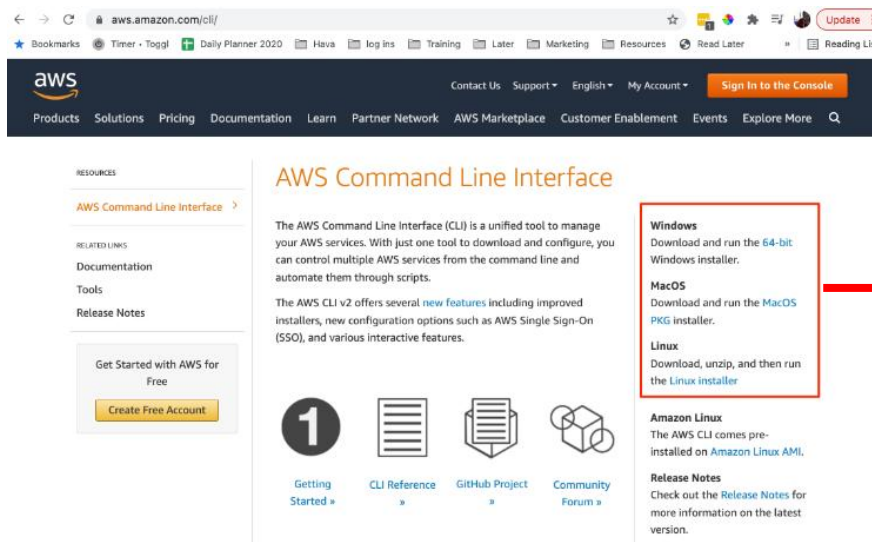 aws.amazon.com/cli/
Update
Bookmarks Timer - Toggl Daily Planner 2020 Hava log ins Training Later Marketing Resources Read Later » Reading Lis
aws
Contact Us Support English My Account Sign In to the Console
Products Solutions Pricing Documentation Learn Partner Network AWS Marketplace Customer Enablement Events Explore More
RESOURCES
AWS Command Line Interface
RELATED LINKS
Documentation
Tools
Release Notes
Get Started with AWS for
Free
Create Free Account
AWS Command Line Interface
The AWS Command Line Interface (CLI) is a unified tool to manage
your AWS services. With just one tool to download and configure, you
can control multiple AWS services from the command line and
automate them through scripts.
The AWS CLI v2 offers several new features including improved
installers, new configuration options such as AWS Single Sign-On
(SSO), and various interactive features.
1
Getting
Started »
CLI Reference
»
GitHub Project
»
Community
Forum »
Windows
Download and run the 64-bit
Windows installer.
MacOS
Download and run the MacOS
PKG installer.
Linux
Download, unzip, and then run
the Linux installer
Amazon Linux
The AWS CLI comes pre-
installed on Amazon Linux AMI.
Release Notes
Check out the Release Notes for
more information on the latest
version.